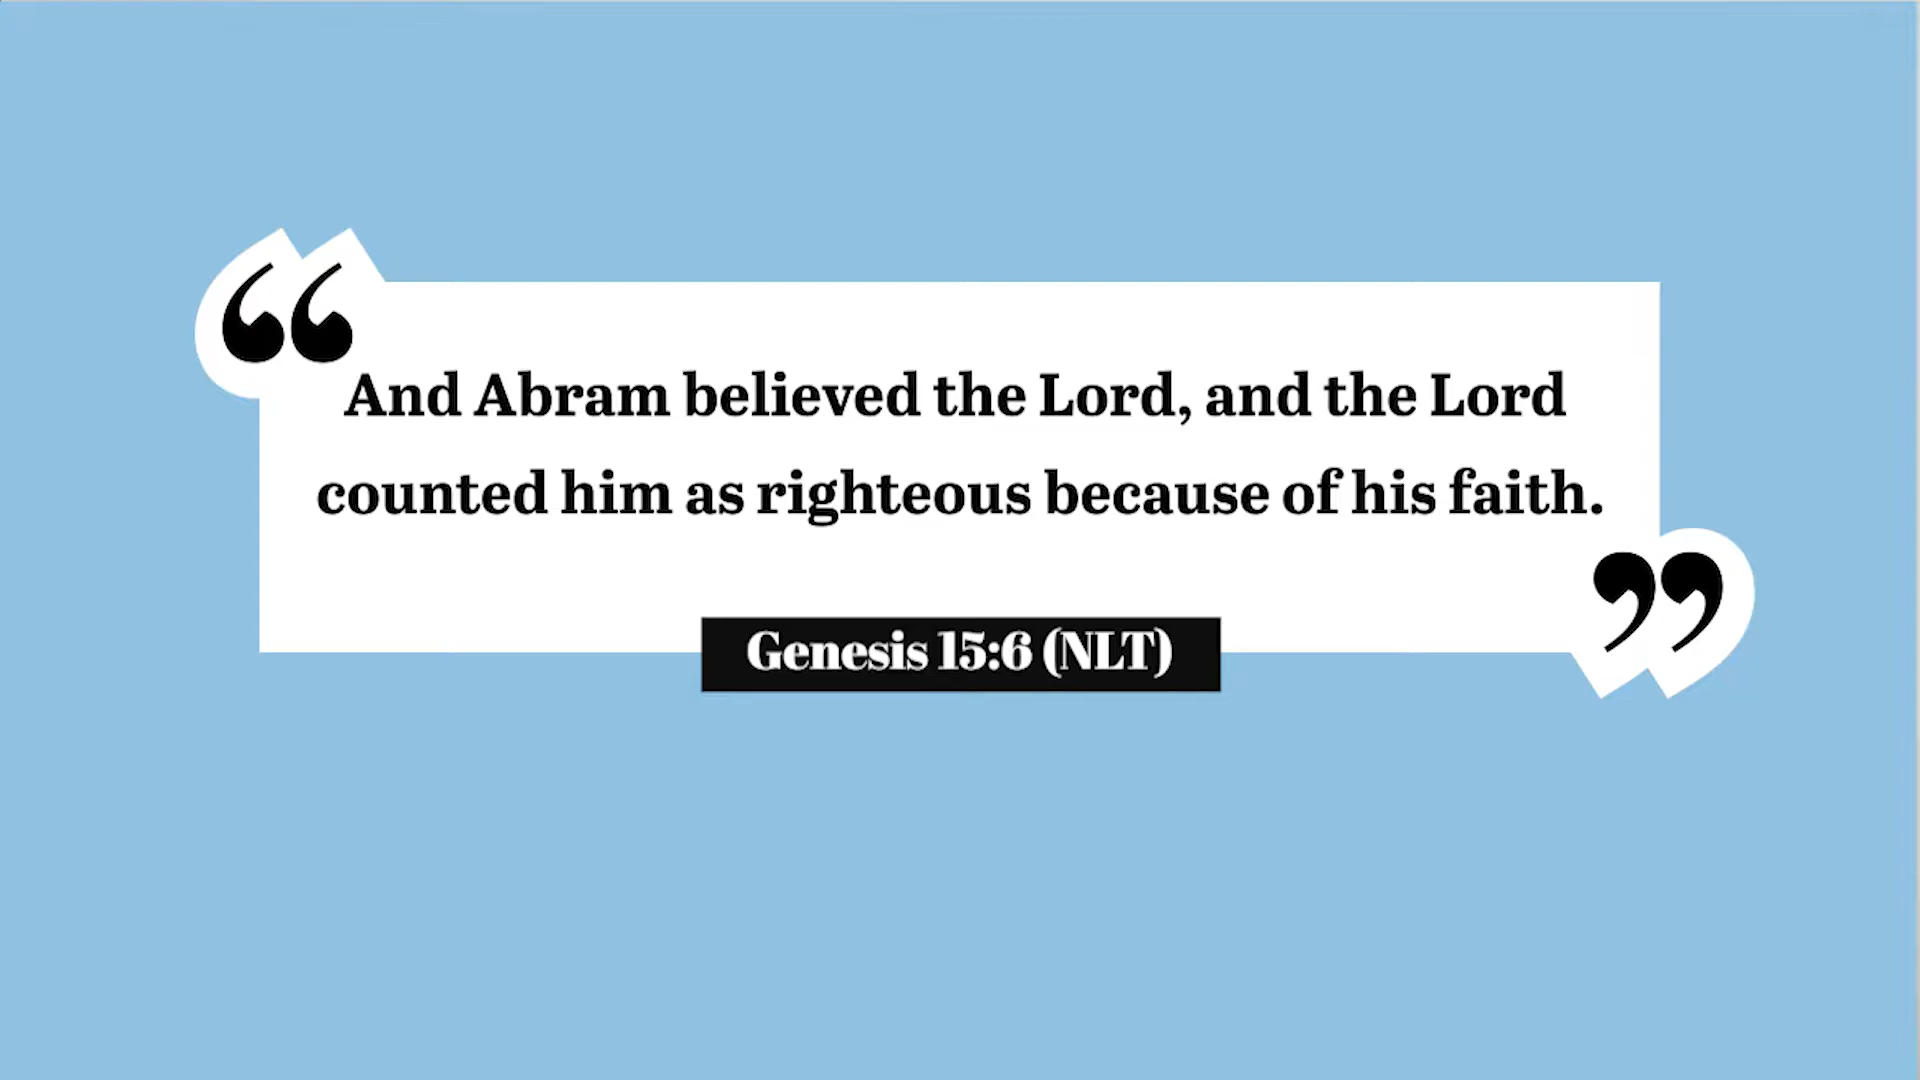 “
And Abram believed the Lord, and the Lord
counted him as righteous because of his faith.
”
Genesis 15:6 (NLT)